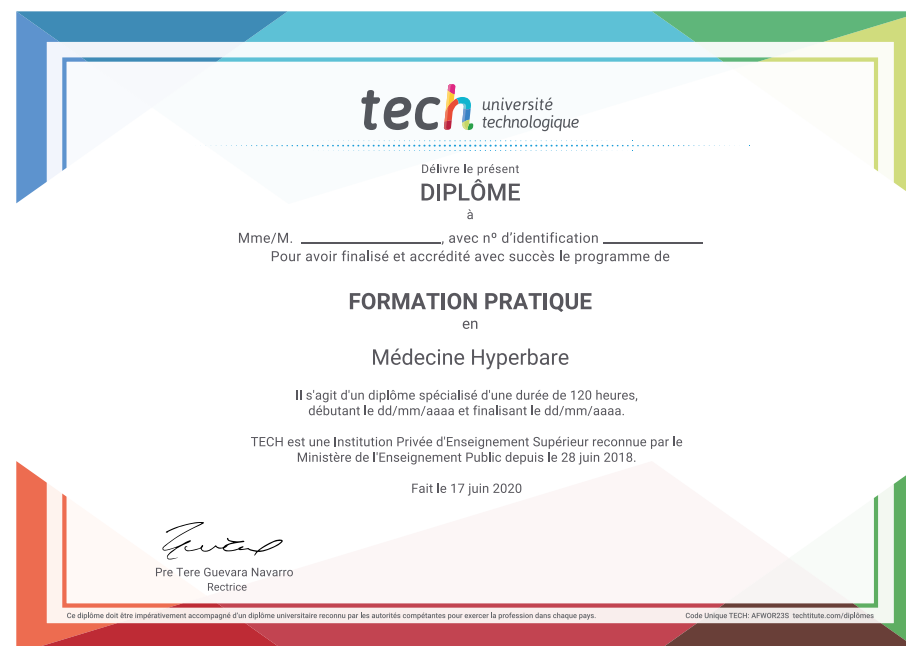 tech université
technologique
Délivre le présent
DIPLÔME
à
Mme/M. ____________________, avec nº d'identification ______________
Pour avoir finalisé et accrédité avec succès le programme de
FORMATION PRATIQUE
en
Médecine Hyperbare
Il s'agit d'un diplôme spécialisé d'une durée de 120 heures,
débutant le dd/mm/aaaa et finalisant le dd/mm/aaaa.
TECH est une Institution Privée d'Enseignement Supérieur reconnue par le
Ministère de l'Enseignement Public depuis le 28 juin 2018.
Fait le 17 juin 2020
Pre Tere Guevara Navarro
Rectrice
Ce diplôme doit être impérativement accompagné d'un diplôme universitaire reconnu par les autorités compétantes pour exercer la profession dans chaque pays.
Code Unique TECH: AFWOR23S techtitute.com/diplômes